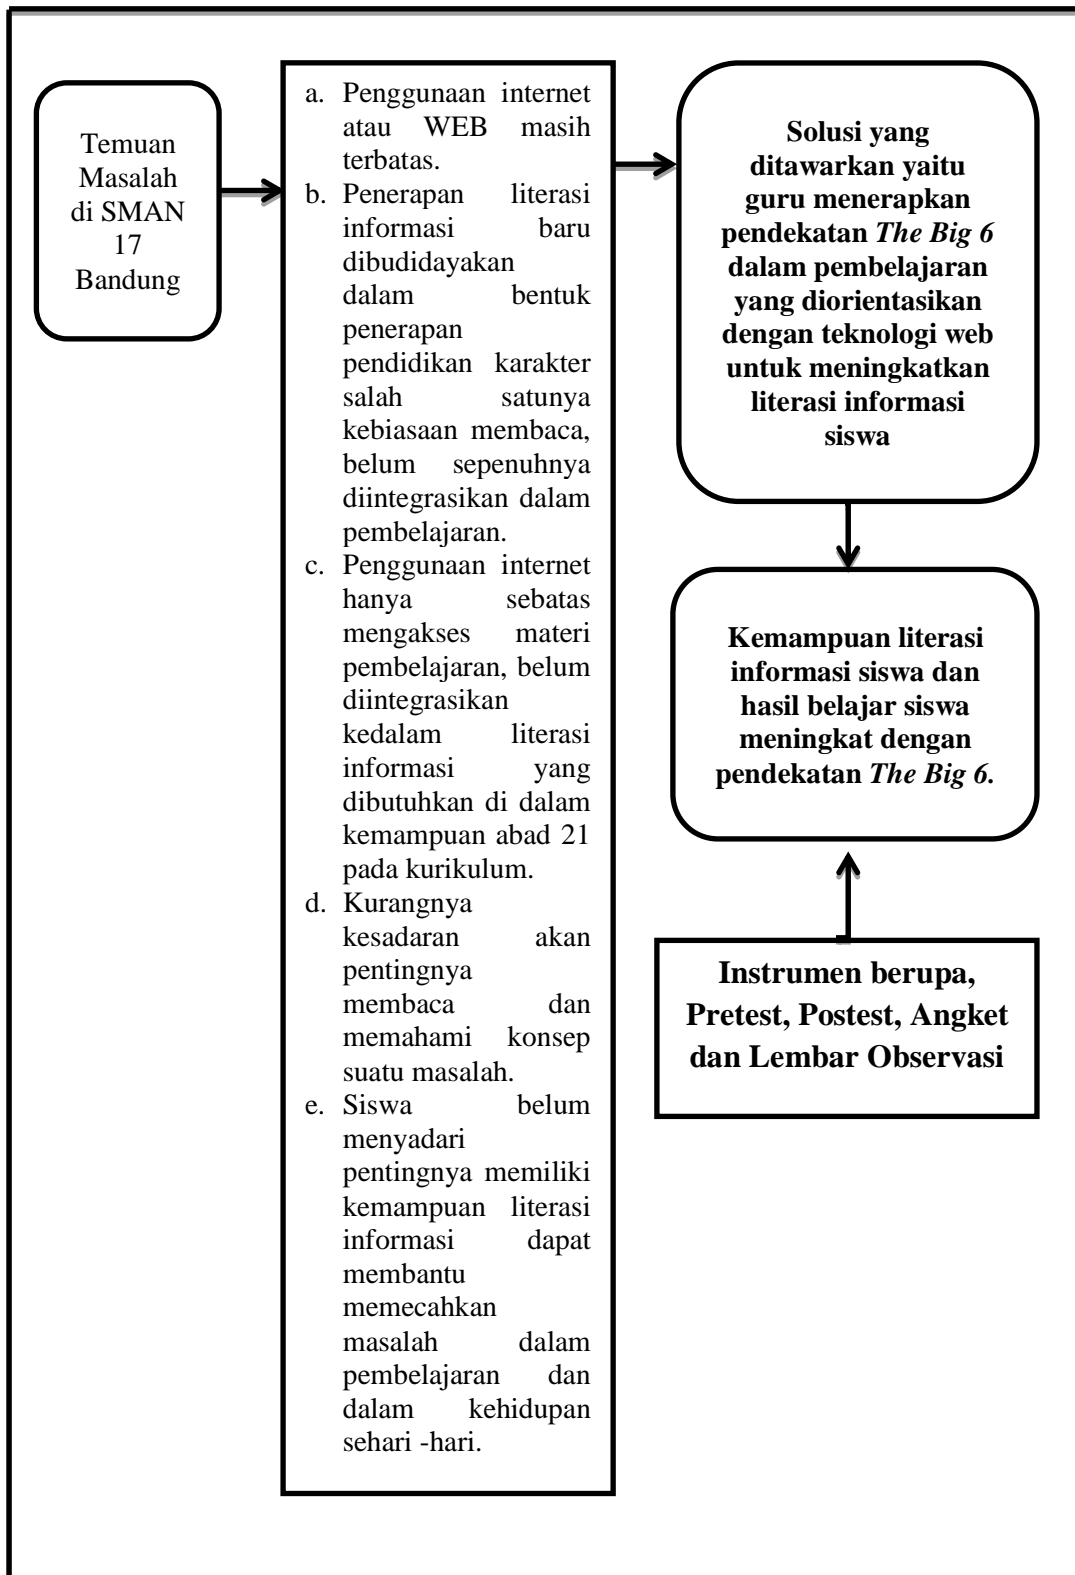 Temuan
Masalah
di SMAN
17
Bandung
a. Penggunaan internet
atau WEB masih
terbatas.
b. Penerapan literasi
informasi baru
dibudidayakan
dalam bentuk
penerapan
pendidikan karakter
salah satunya
kebiasaan membaca,
belum sepenuhnya
diintegrasikan dalam
pembelajaran.
c. Penggunaan internet
hanya sebatas
mengakses materi
pembelajaran, belum
diintegrasikan
kedalam literasi
informasi yang
dibutuhkan di dalam
kemampuan abad 21
pada kurikulum.
d. Kurangnya
kesadaran akan
pentingnya
membaca dan
memahami konsep
suatu masalah.
e. Siswa belum
menyadari
pentingnya memiliki
kemampuan literasi
informasi dapat
membantu
memecahkan
masalah dalam
pembelajaran dan
dalam kehidupan
sehari -hari.
Solusi yang
ditawarkan yaitu
guru menerapkan
pendekatan The Big 6
dalam pembelajaran
yang diorientasikan
dengan teknologi web
untuk meningkatkan
literasi informasi
siswa
Kemampuan literasi
informasi siswa dan
hasil belajar siswa
meningkat dengan
pendekatan The Big 6.
Instrumen berupa,
Pretest, Postest, Angket
dan Lembar Observasi